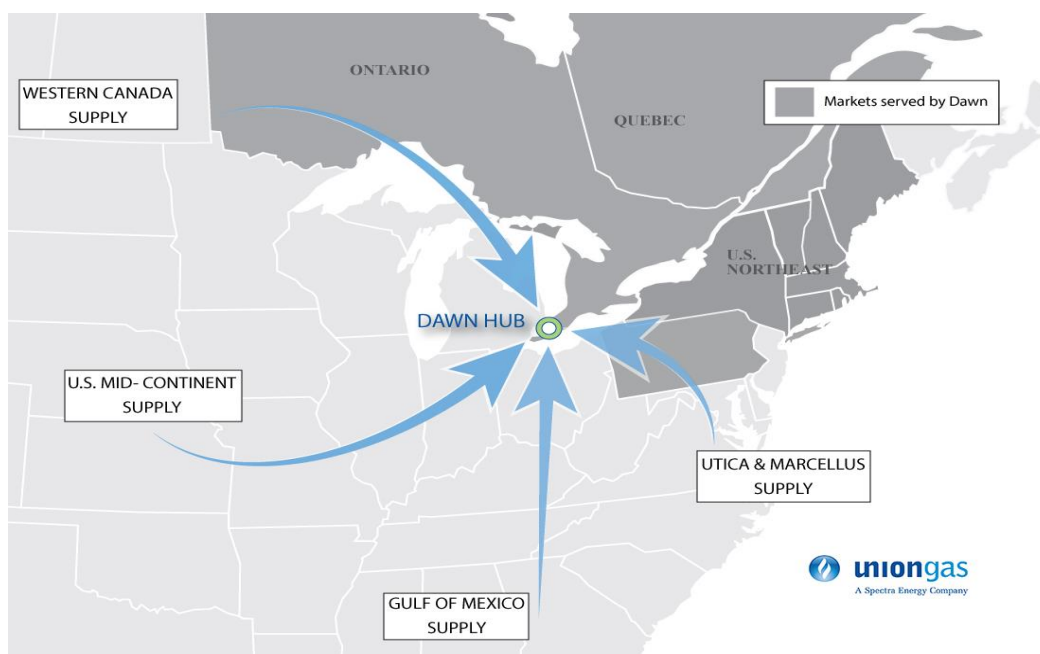 ONTARIO
WESTERN CANADA
SUPPLY
Markets served by Dawn
QUEBEC
U.S.
NORTHEAST
DAWN HUB
U.S. MID- CONTINENT
SUPPLY
UTICA & MARCELLUS
SUPPLY
uniongas
A Spectra Energy Company
GULF OF MEXICO
SUPPLY